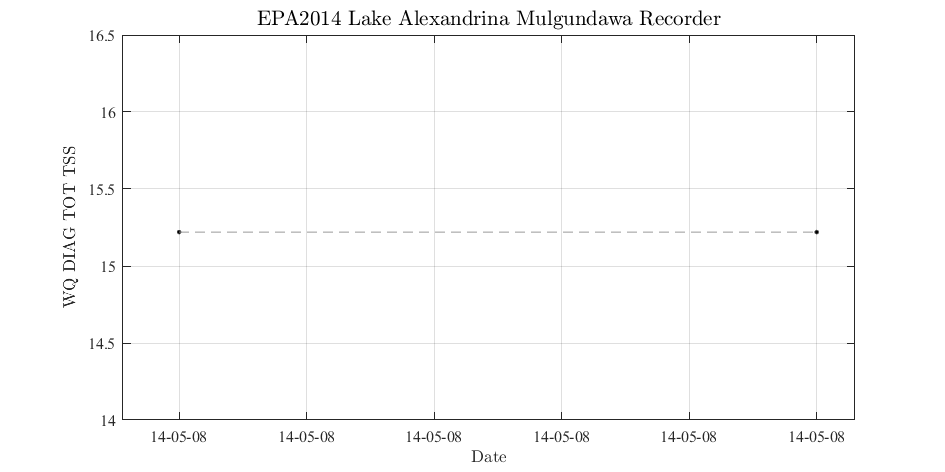 EPA2014 Lake Alexandrina Mulgundawa Recorder
16.5
16
15.5
15
14.5
14
WQ DIAG TOT TSS
14-05-08 14-05-08 14-05-08 14-05-08 14-05-08 14-05-08
Date